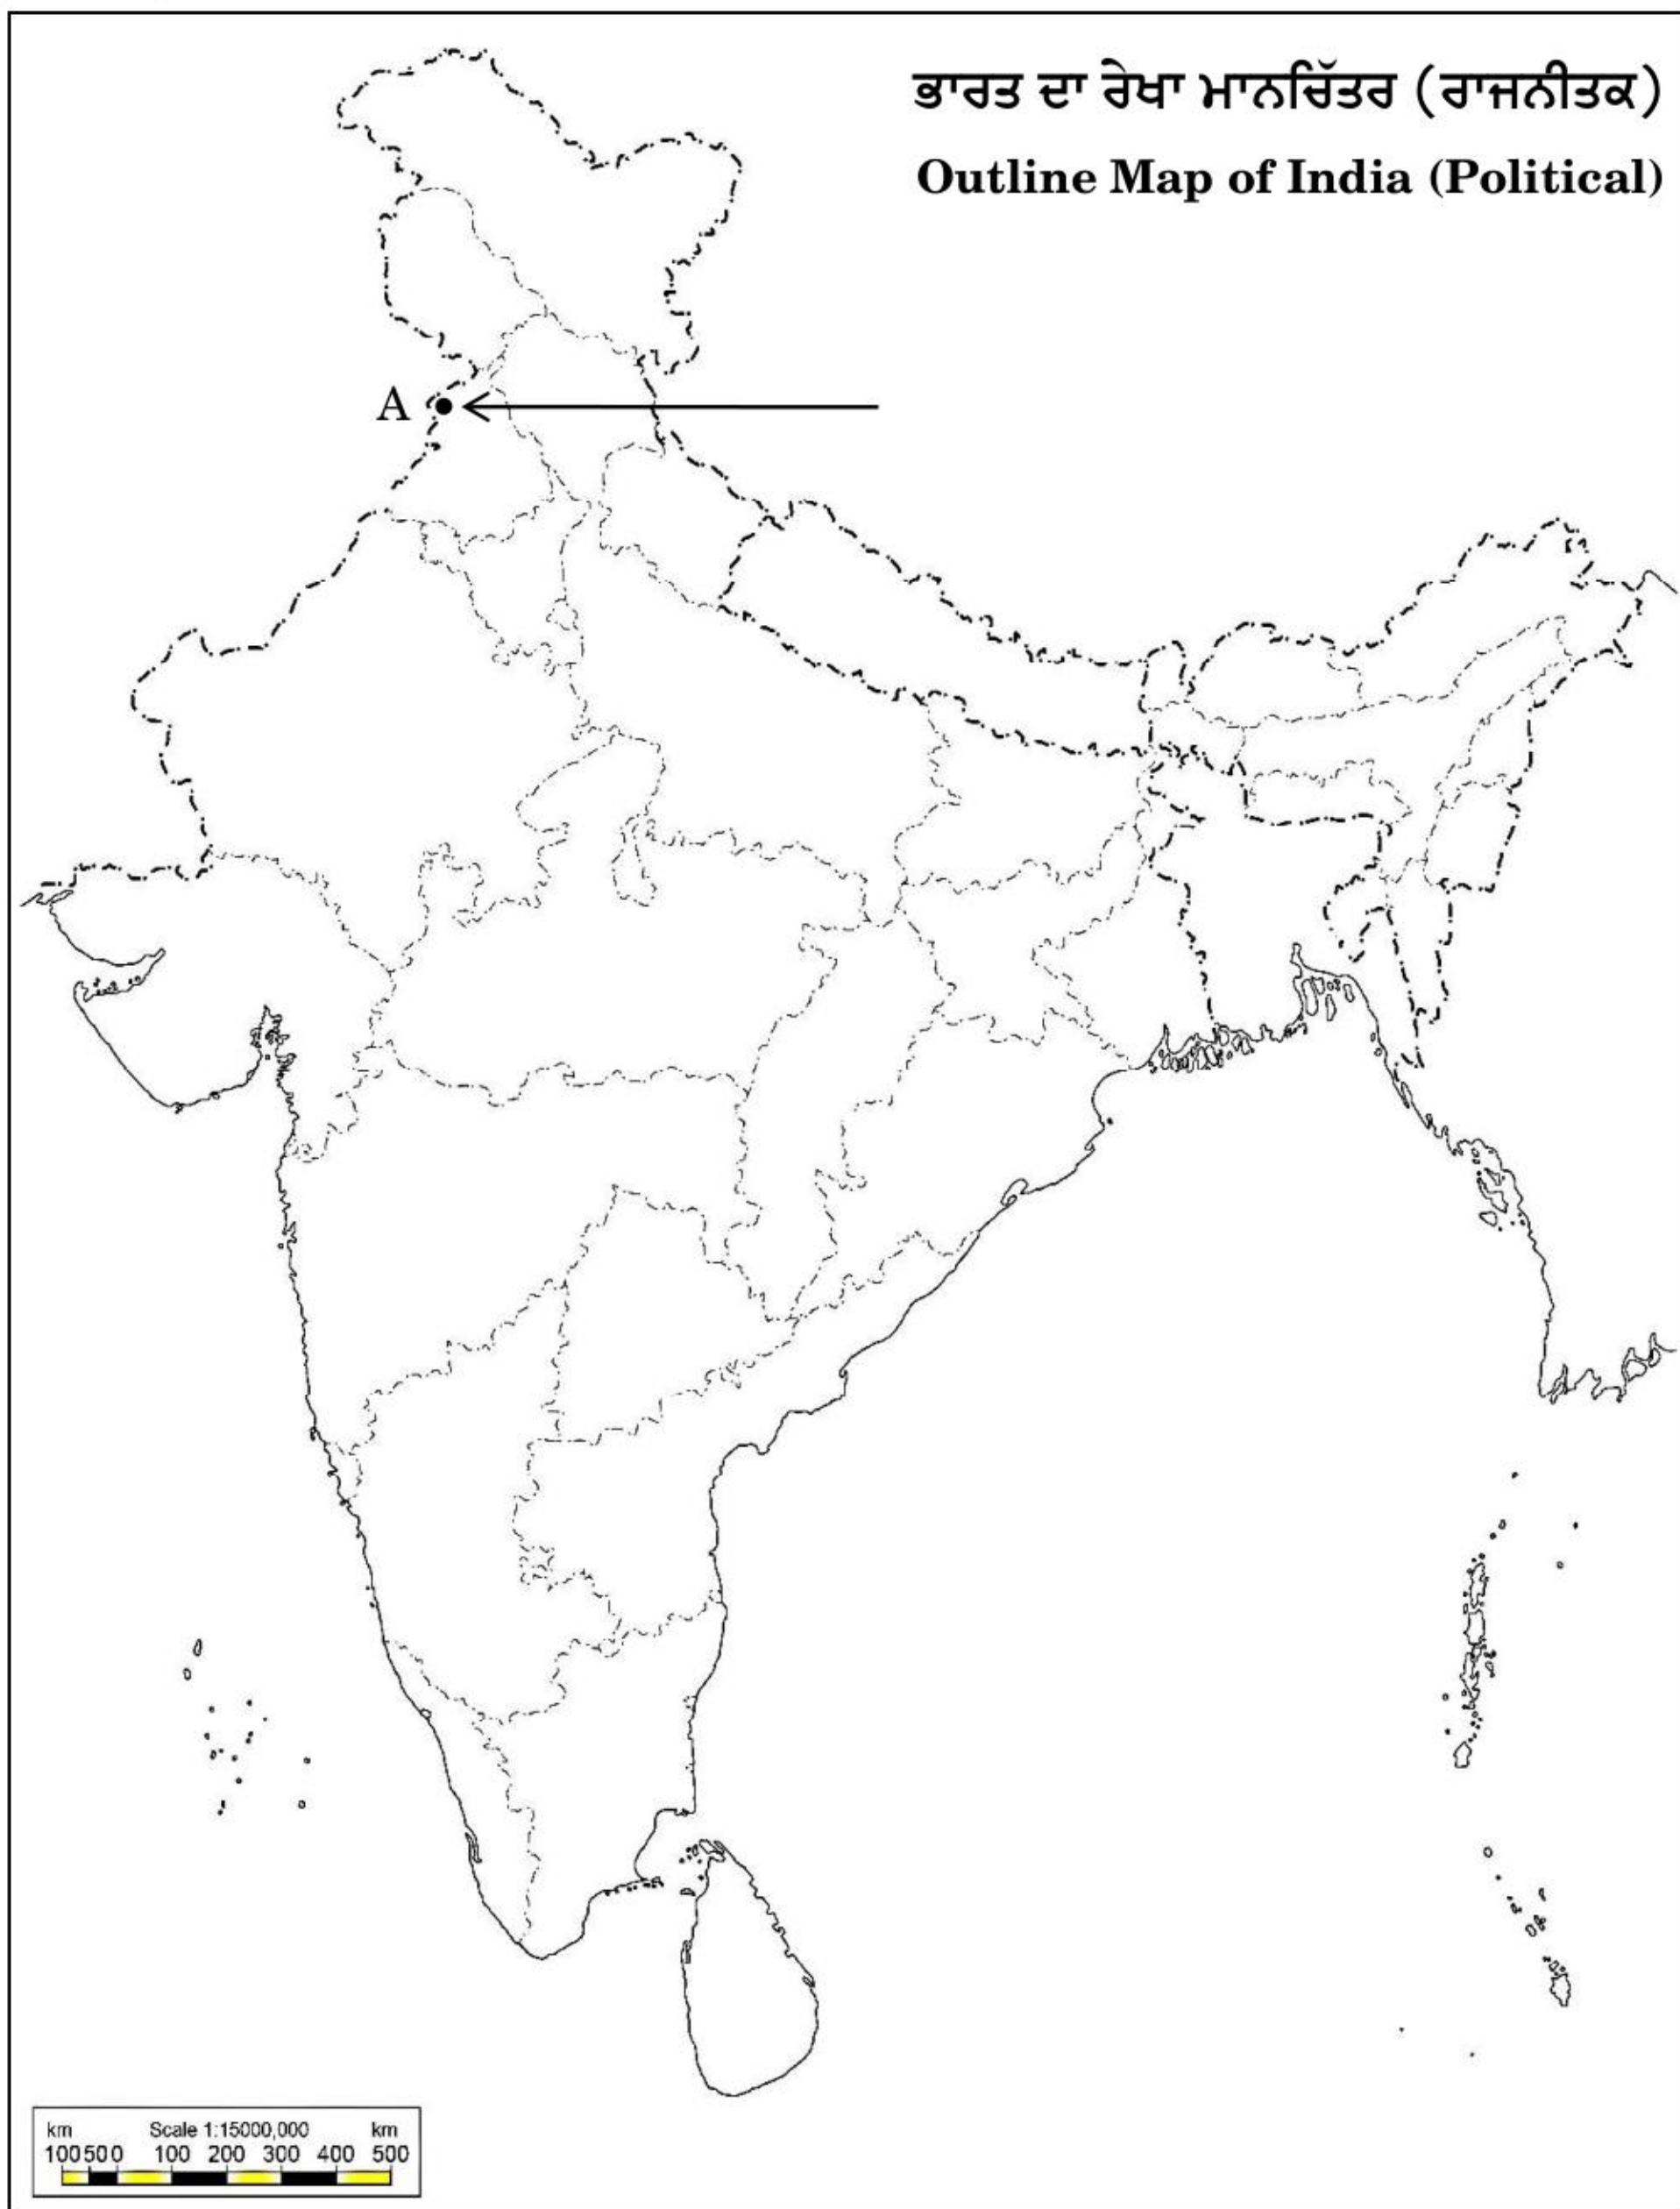 ਭਾਰਤ ਦਾ ਰੇਖਾ ਮਾਨਚਿੱਤਰ (ਰਾਜਨੀਤਕ)
Outline Map of India (Political)
A
km Scale 1:15000,000 km
100 50 0 100 200 300 400 500